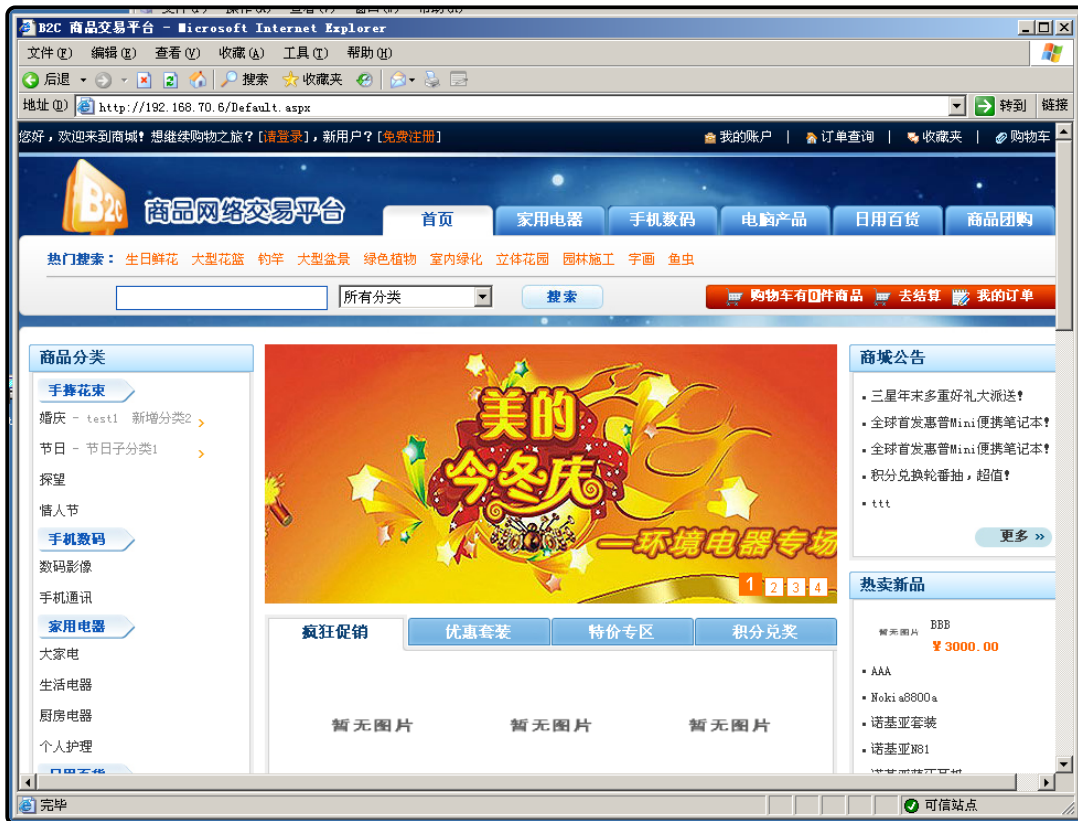 B2C 商品交易平台 - Microsoft Internet Explorer
文件(F) 编辑(E) 查看(V) 收藏(A) 工具(T) 帮助(H)
后退 搜索 收藏夹
地址(D) http://192.168.70.6/Default.aspx 转到 链接
您好，欢迎来到商城! 想继续购物之旅？[请登录]，新用户？[免费注册] 我的账户 | 订单查询 | 收藏夹 | 购物车
B2C 商品网络交易平台 首页 家用电器 手机数码 电脑产品 日用百货 商品团购
热门搜索： 生日鲜花 大型花篮 钓竿 大型盆景 绿色植物 室内绿化 立体花园 园林施工 字画 鱼虫
所有分类 搜索 购物车有0件商品 去结算 我的订单
商品分类
手捧花束
婚庆 - test1 新增分类2
节日 - 节日子分类1
探望
情人节
手机数码
数码影像
手机通讯
家用电器
大家电
生活电器
厨房电器
个人护理
日用百货
美的
今冬庆
—环境电器专场
1 2 3 4
疯狂促销 优惠套装 特价专区 积分兑奖
暂无图片 暂无图片 暂无图片
商城公告
三星年末多重好礼大派送!
全球首发惠普Mini便携笔记本!
全球首发惠普Mini便携笔记本!
积分兑换轮番抽，超值!
ttt
更多 »
热卖新品
暂无图片 BBB
¥3000.00
AAA
Nokia8800a
诺基亚套装
诺基亚N81
完毕 可信站点